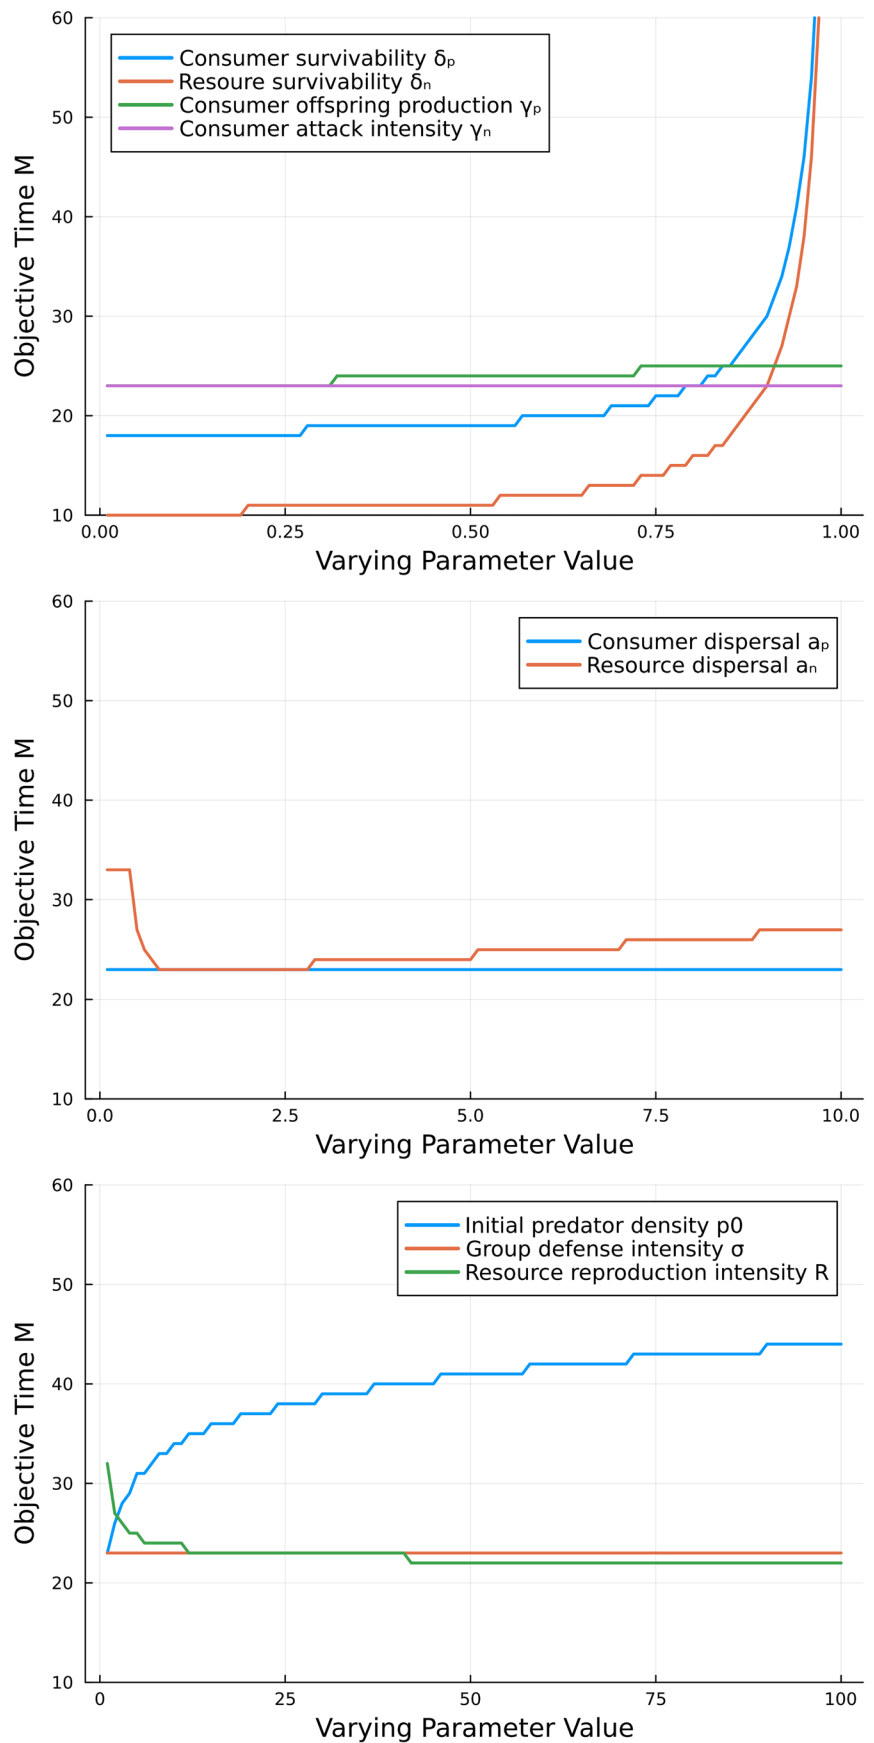 60
50
40
30
20
10
Objective Time M
Consumer survivability δₚ
Resoure survivability δₙ
Consumer offspring production γₚ
Consumer attack intensity γₙ
0.00 0.25 0.50 0.75 1.00
Varying Parameter Value
60
50
40
30
20
10
Objective Time M
Consumer dispersal aₚ
Resource dispersal aₙ
0.0 2.5 5.0 7.5 10.0
Varying Parameter Value
60
50
40
30
20
10
Objective Time M
Initial predator density p0
Group defense intensity σ
Resource reproduction intensity R
0 25 50 75 100
Varying Parameter Value